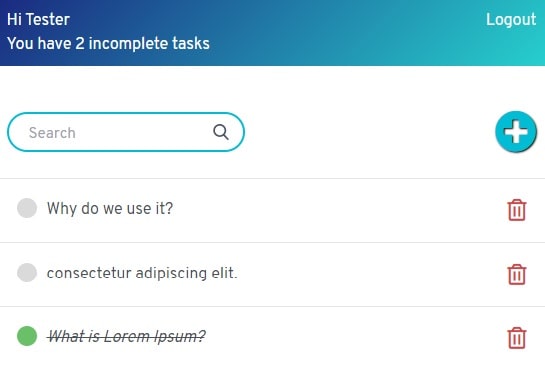 Hi Tester
Logout
You have 2 incomplete tasks
Search
Why do we use it?
consectetur adipiscing elit.
What is Lorem Ipsum?